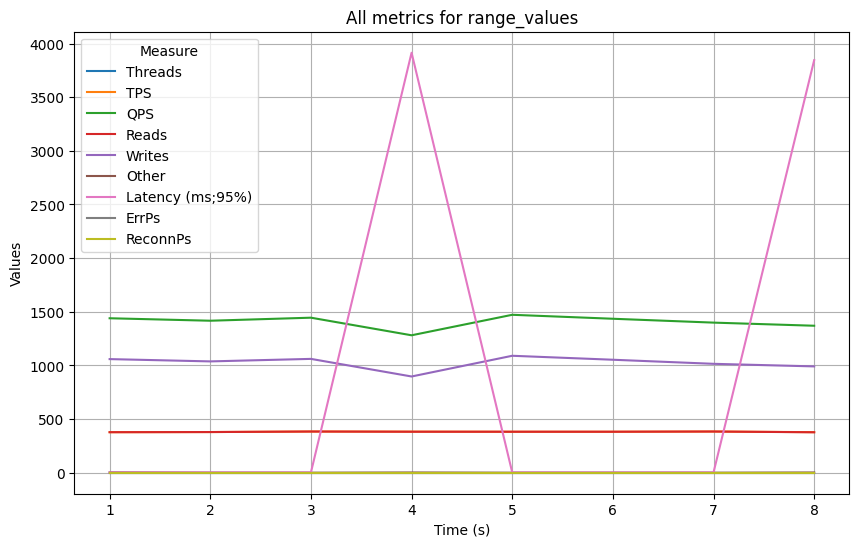 All metrics for range_values
4000
3500
3000
2500
2000
1500
1000
500
0
Values
Measure
Threads
TPS
QPS
Reads
Writes
Other
Latency (ms;95%)
ErrPs
ReconnPs
1 2 3 4 5 6 7 8
Time (s)